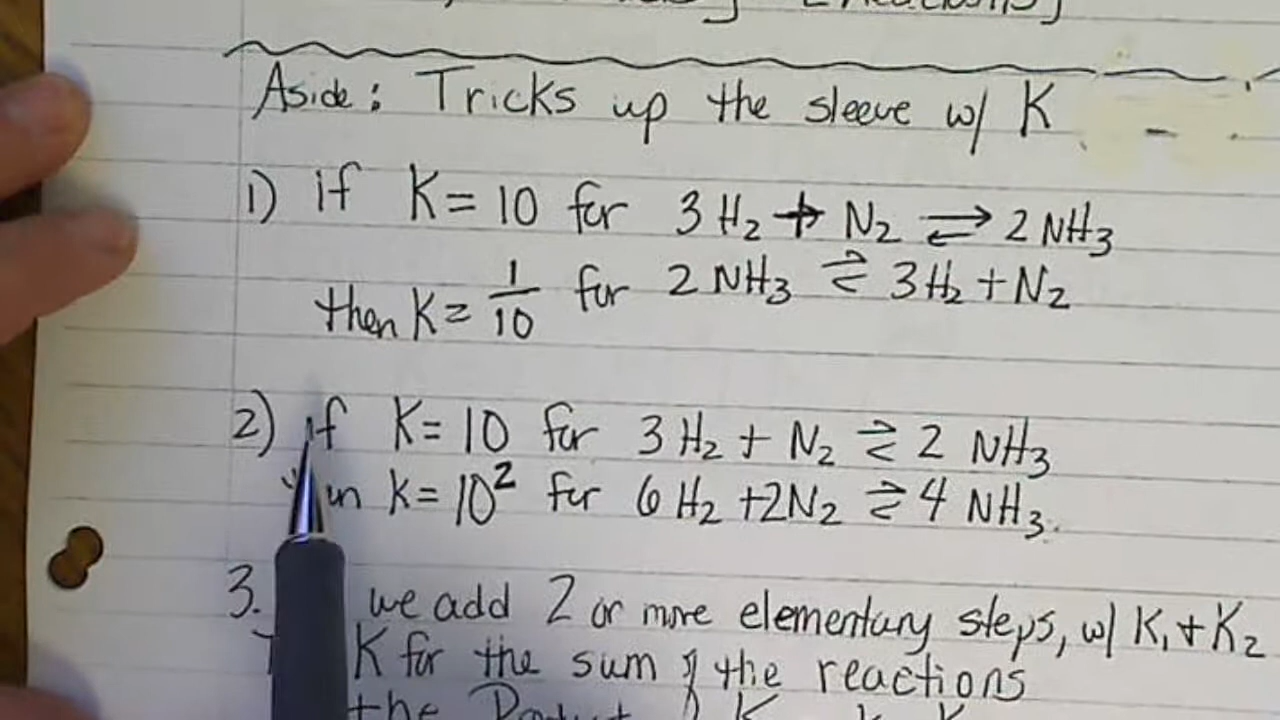 Aside: Tricks up the sleeve w/ K
1) if K = 10 for 3 H₂ + N₂ ⇌ 2 NH₃
then K = 1/10 for 2 NH₃ ⇌ 3 H₂ + N₂
2) if K = 10 for 3 H₂ + N₂ ⇌ 2 NH₃
K = 10² for 6 H₂ + 2N₂ ⇌ 4 NH₃.
3. we add 2 or more elementary steps, w/ K₁ + K₂
K for the sum of the reactions
the